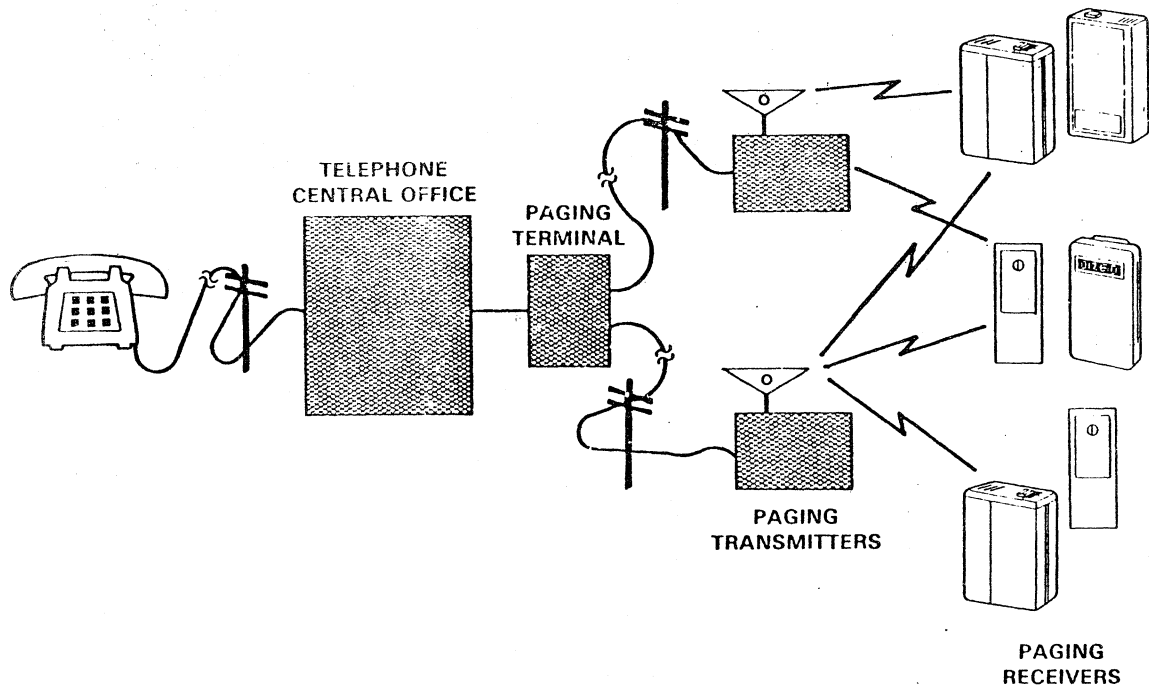 TELEPHONE
CENTRAL OFFICE
PAGING
TERMINAL
PAGING
TRANSMITTERS
PAGING
RECEIVERS